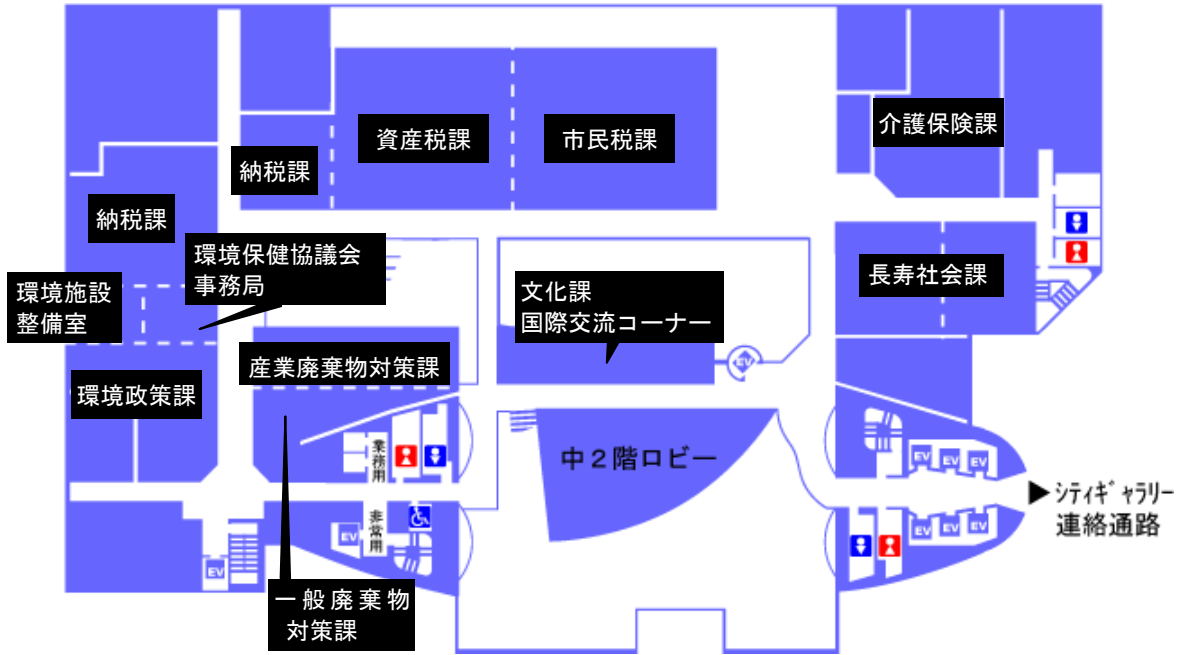 資産税課
市民税課
介護保険課
納税課
納税課
環境保健協議会
事務局
長寿社会課
環境施設
整備室
文化課
国際交流コーナー
産業廃棄物対策課
EV
環境政策課
中2階ロビー
業務用
EV
EV
EV
シティギャラリー
連絡通路
非常用
EV
EV
EV
EV
EV
一般廃棄物
対策課